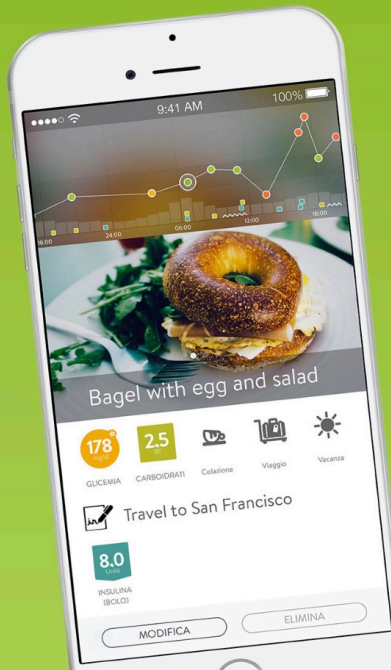 9:41 AM
100%
18:00 24:00 06:00 12:00 18:00
Bagel with egg and salad
178
mg/dl
2.5
GLICEMIA CARBOIDRATI Colazione Viaggio Vacanza
Travel to San Francisco
8.0
Unità
INSULINA
(BOLO)
MODIFICA ELIMINA